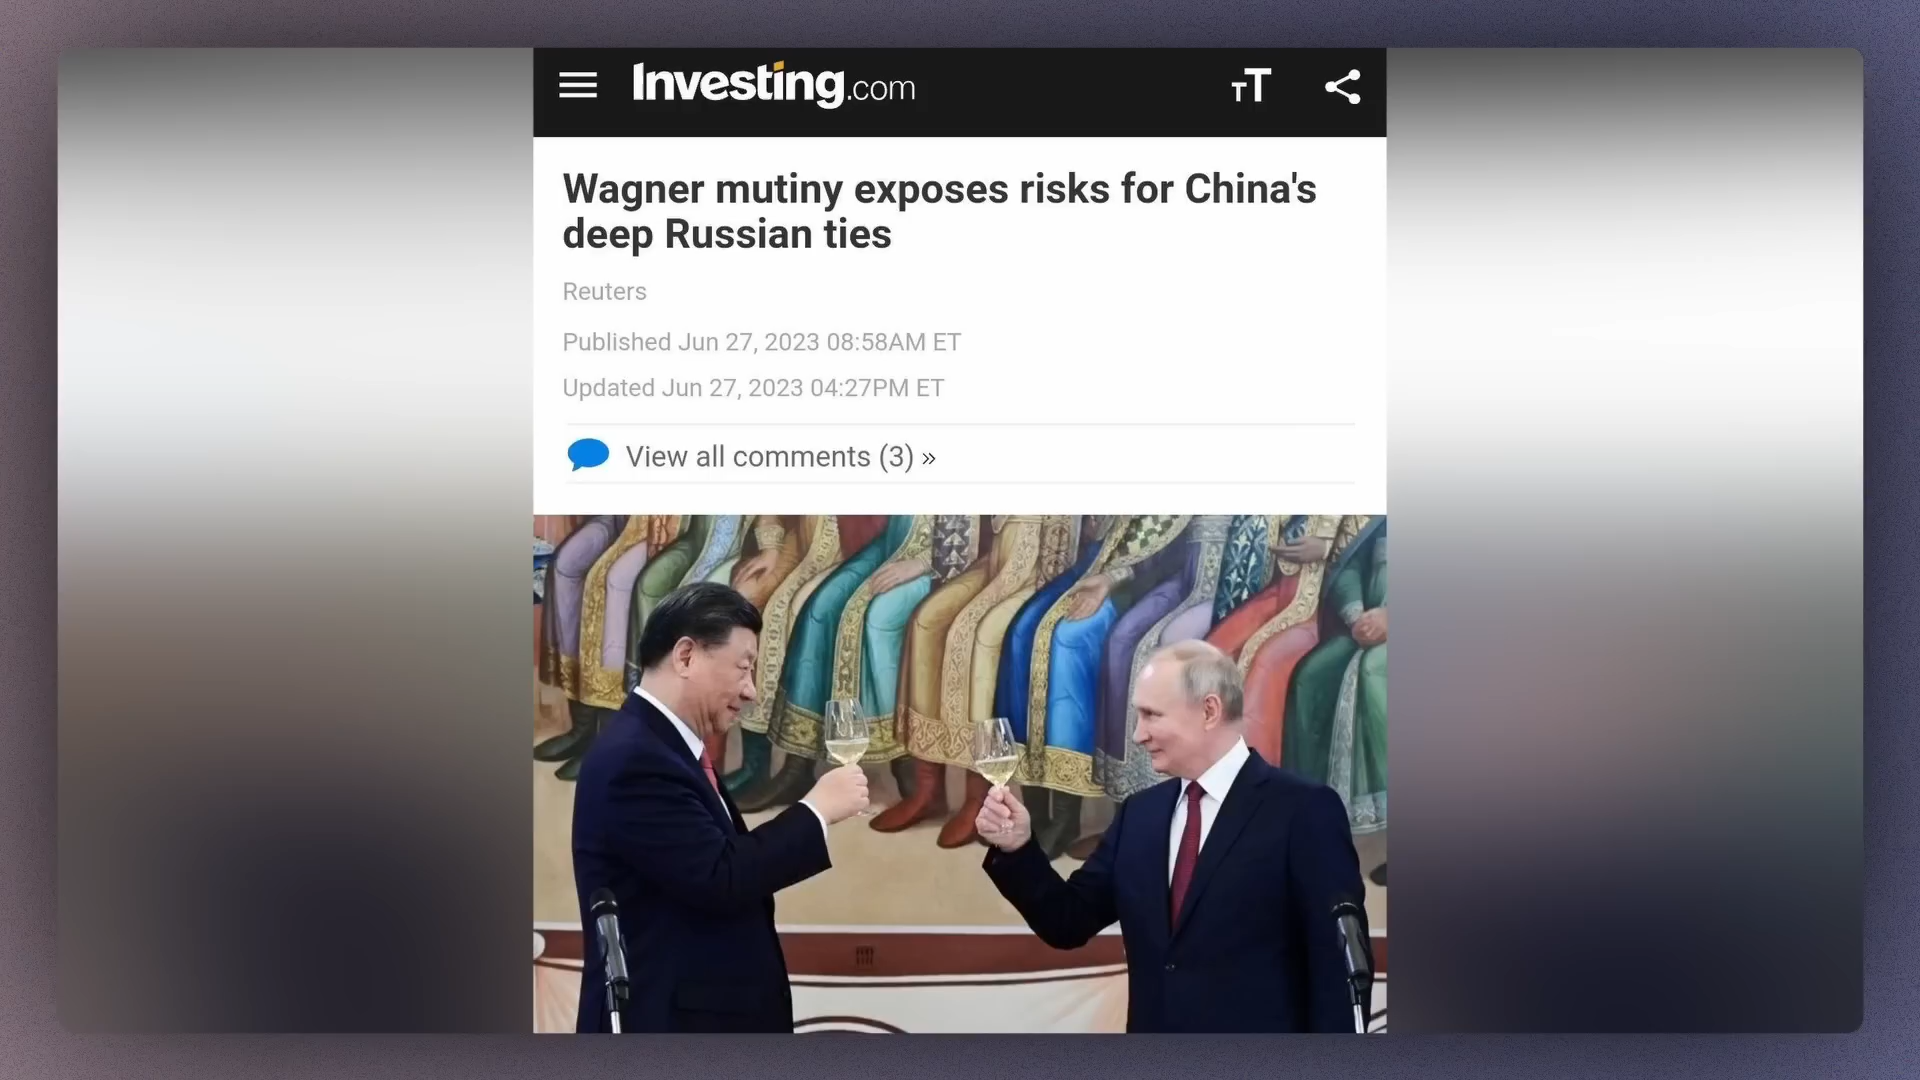 Investing.com
TT
Wagner mutiny exposes risks for China's
deep Russian ties
Reuters
Published Jun 27, 2023 08:58AM ET
Updated Jun 27, 2023 04:27PM ET
View all comments (3) »